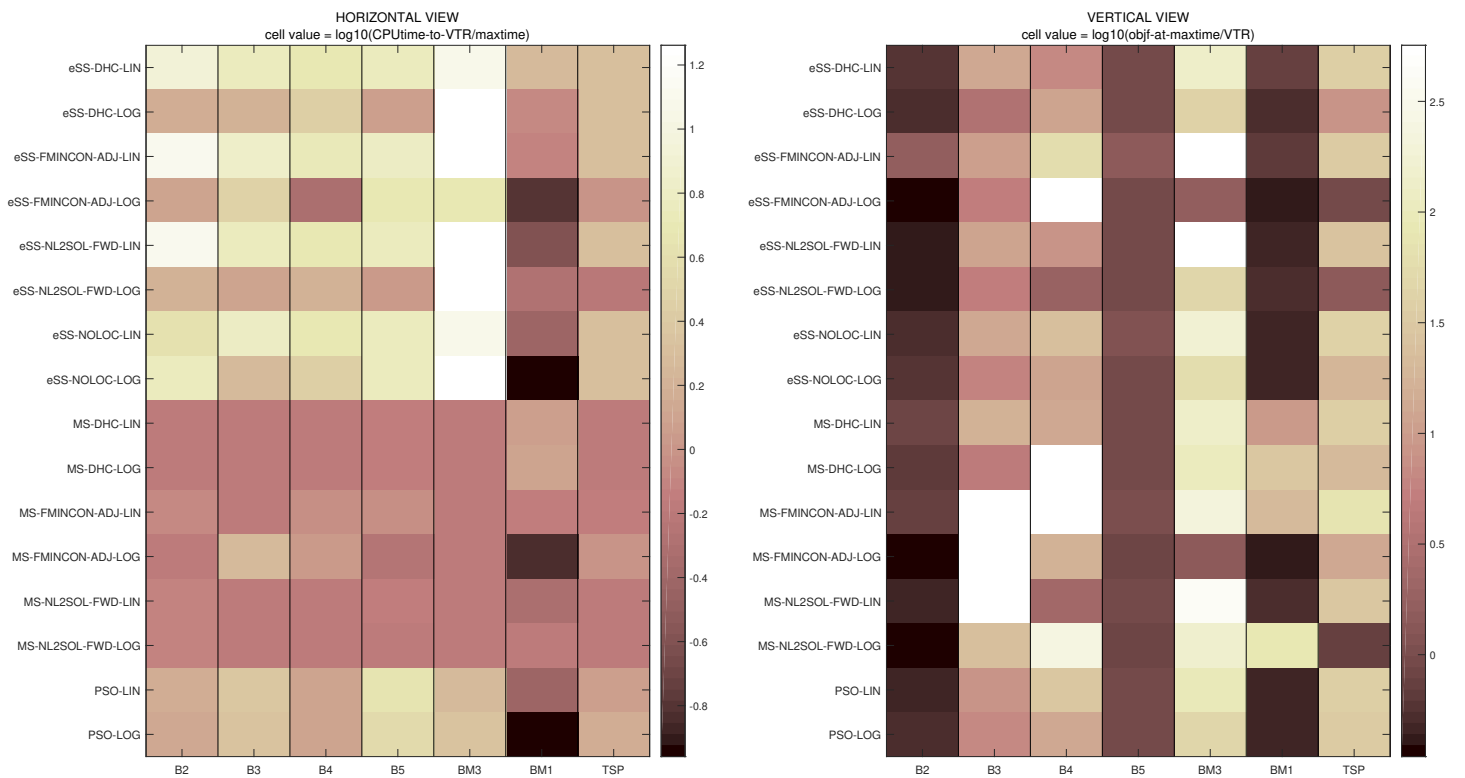 HORIZONTAL VIEW
cell value = log10(CPUtime-to-VTR/maxtime)
eSS-DHC-LIN
eSS-DHC-LOG
eSS-FMINCON-ADJ-LIN
eSS-FMINCON-ADJ-LOG
eSS-NL2SOL-FWD-LIN
eSS-NL2SOL-FWD-LOG
eSS-NOLOC-LIN
eSS-NOLOC-LOG
MS-DHC-LIN
MS-DHC-LOG
MS-FMINCON-ADJ-LIN
MS-FMINCON-ADJ-LOG
MS-NL2SOL-FWD-LIN
MS-NL2SOL-FWD-LOG
PSO-LIN
PSO-LOG
B2 B3 B4 B5 BM3 BM1 TSP
1.2
1
0.8
0.6
0.4
0.2
0
-0.2
-0.4
-0.6
-0.8
VERTICAL VIEW
cell value = log10(objf-at-maxtime/VTR)
eSS-DHC-LIN
eSS-DHC-LOG
eSS-FMINCON-ADJ-LIN
eSS-FMINCON-ADJ-LOG
eSS-NL2SOL-FWD-LIN
eSS-NL2SOL-FWD-LOG
eSS-NOLOC-LIN
eSS-NOLOC-LOG
MS-DHC-LIN
MS-DHC-LOG
MS-FMINCON-ADJ-LIN
MS-FMINCON-ADJ-LOG
MS-NL2SOL-FWD-LIN
MS-NL2SOL-FWD-LOG
PSO-LIN
PSO-LOG
B2 B3 B4 B5 BM3 BM1 TSP
2.5
2
1.5
1
0.5
0